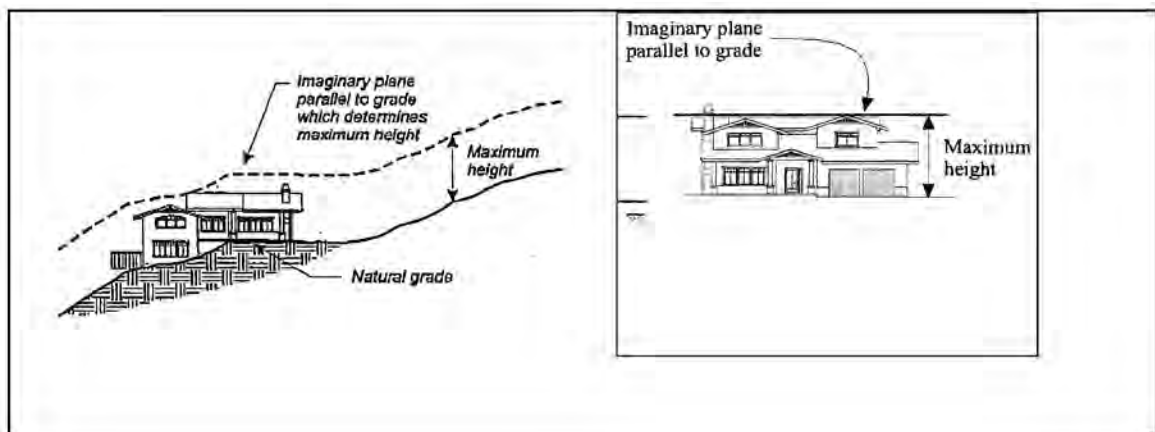 Imaginary plane
parallel to grade
which determines
maximum height
Maximum
height
Natural grade
Imaginary plane
parallel to grade
Maximum
height